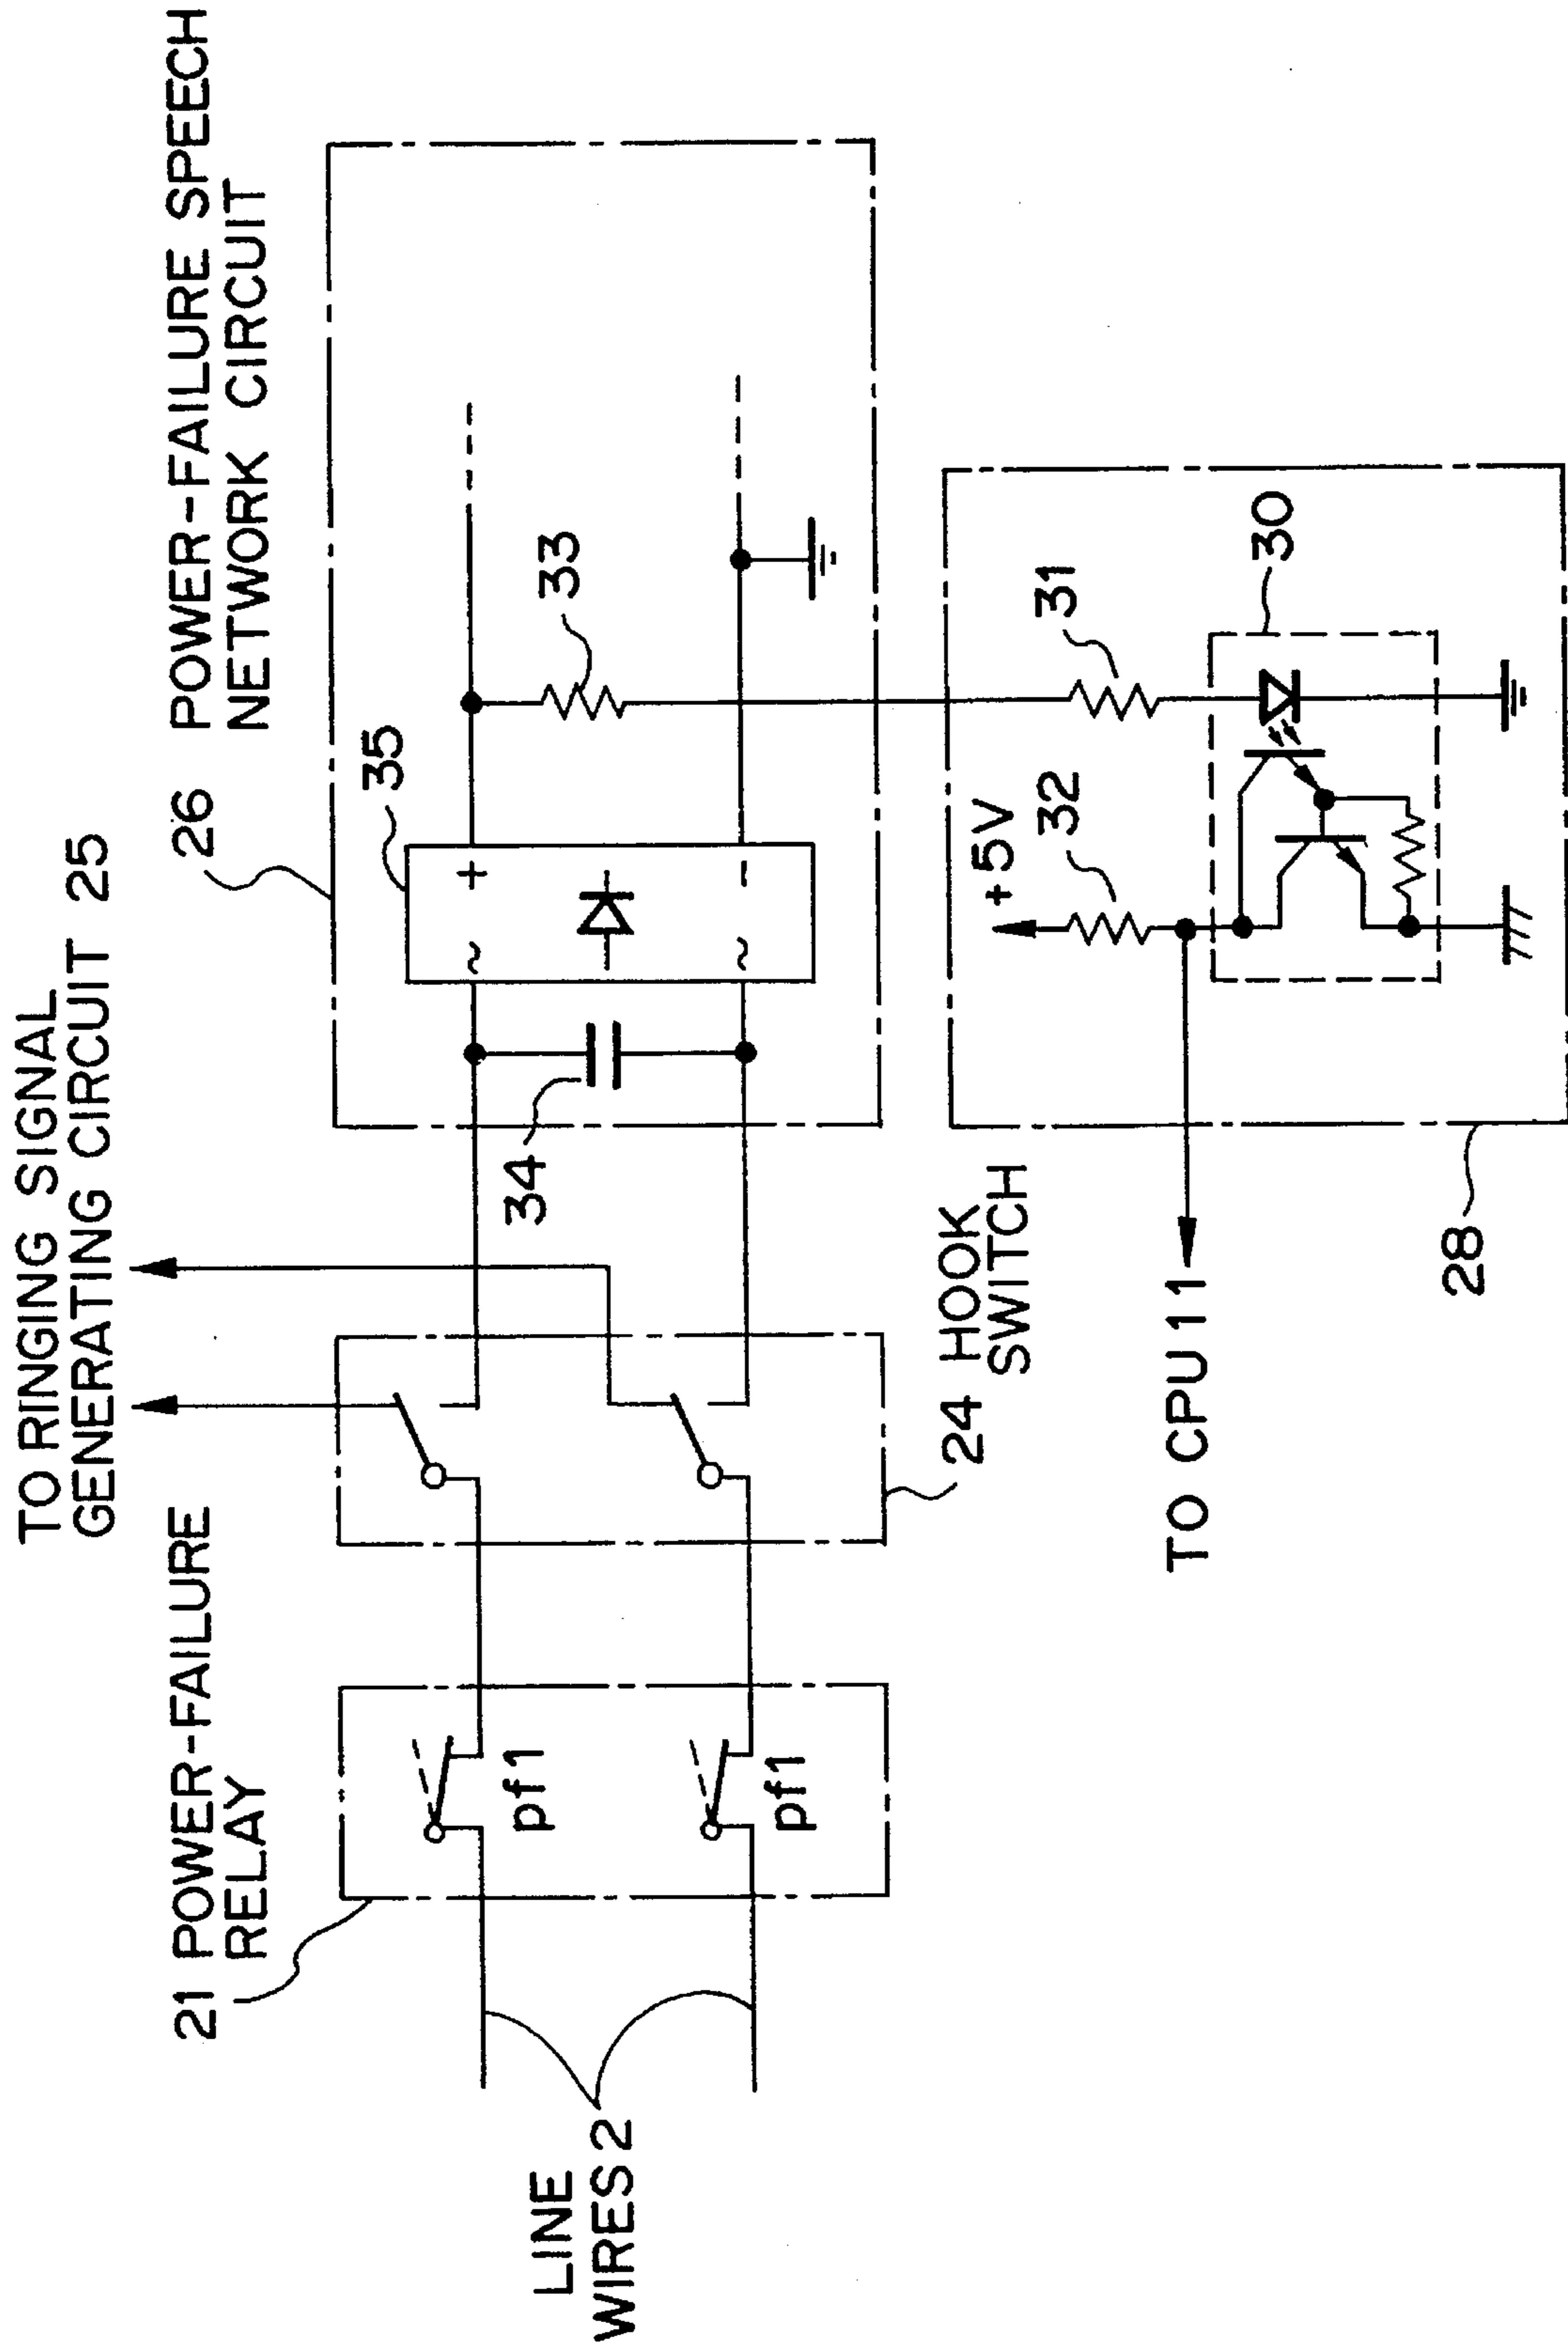 TO RINGING SIGNAL
GENERATING CIRCUIT 25
21 POWER-FAILURE
RELAY
26 POWER-FAILURE SPEECH
NETWORK CIRCUIT
35
33
34
+
-
~
~
pf1
pf1
LINE
WIRES 2
24 HOOK
SWITCH
+5V
32
31
30
TO CPU 11
28